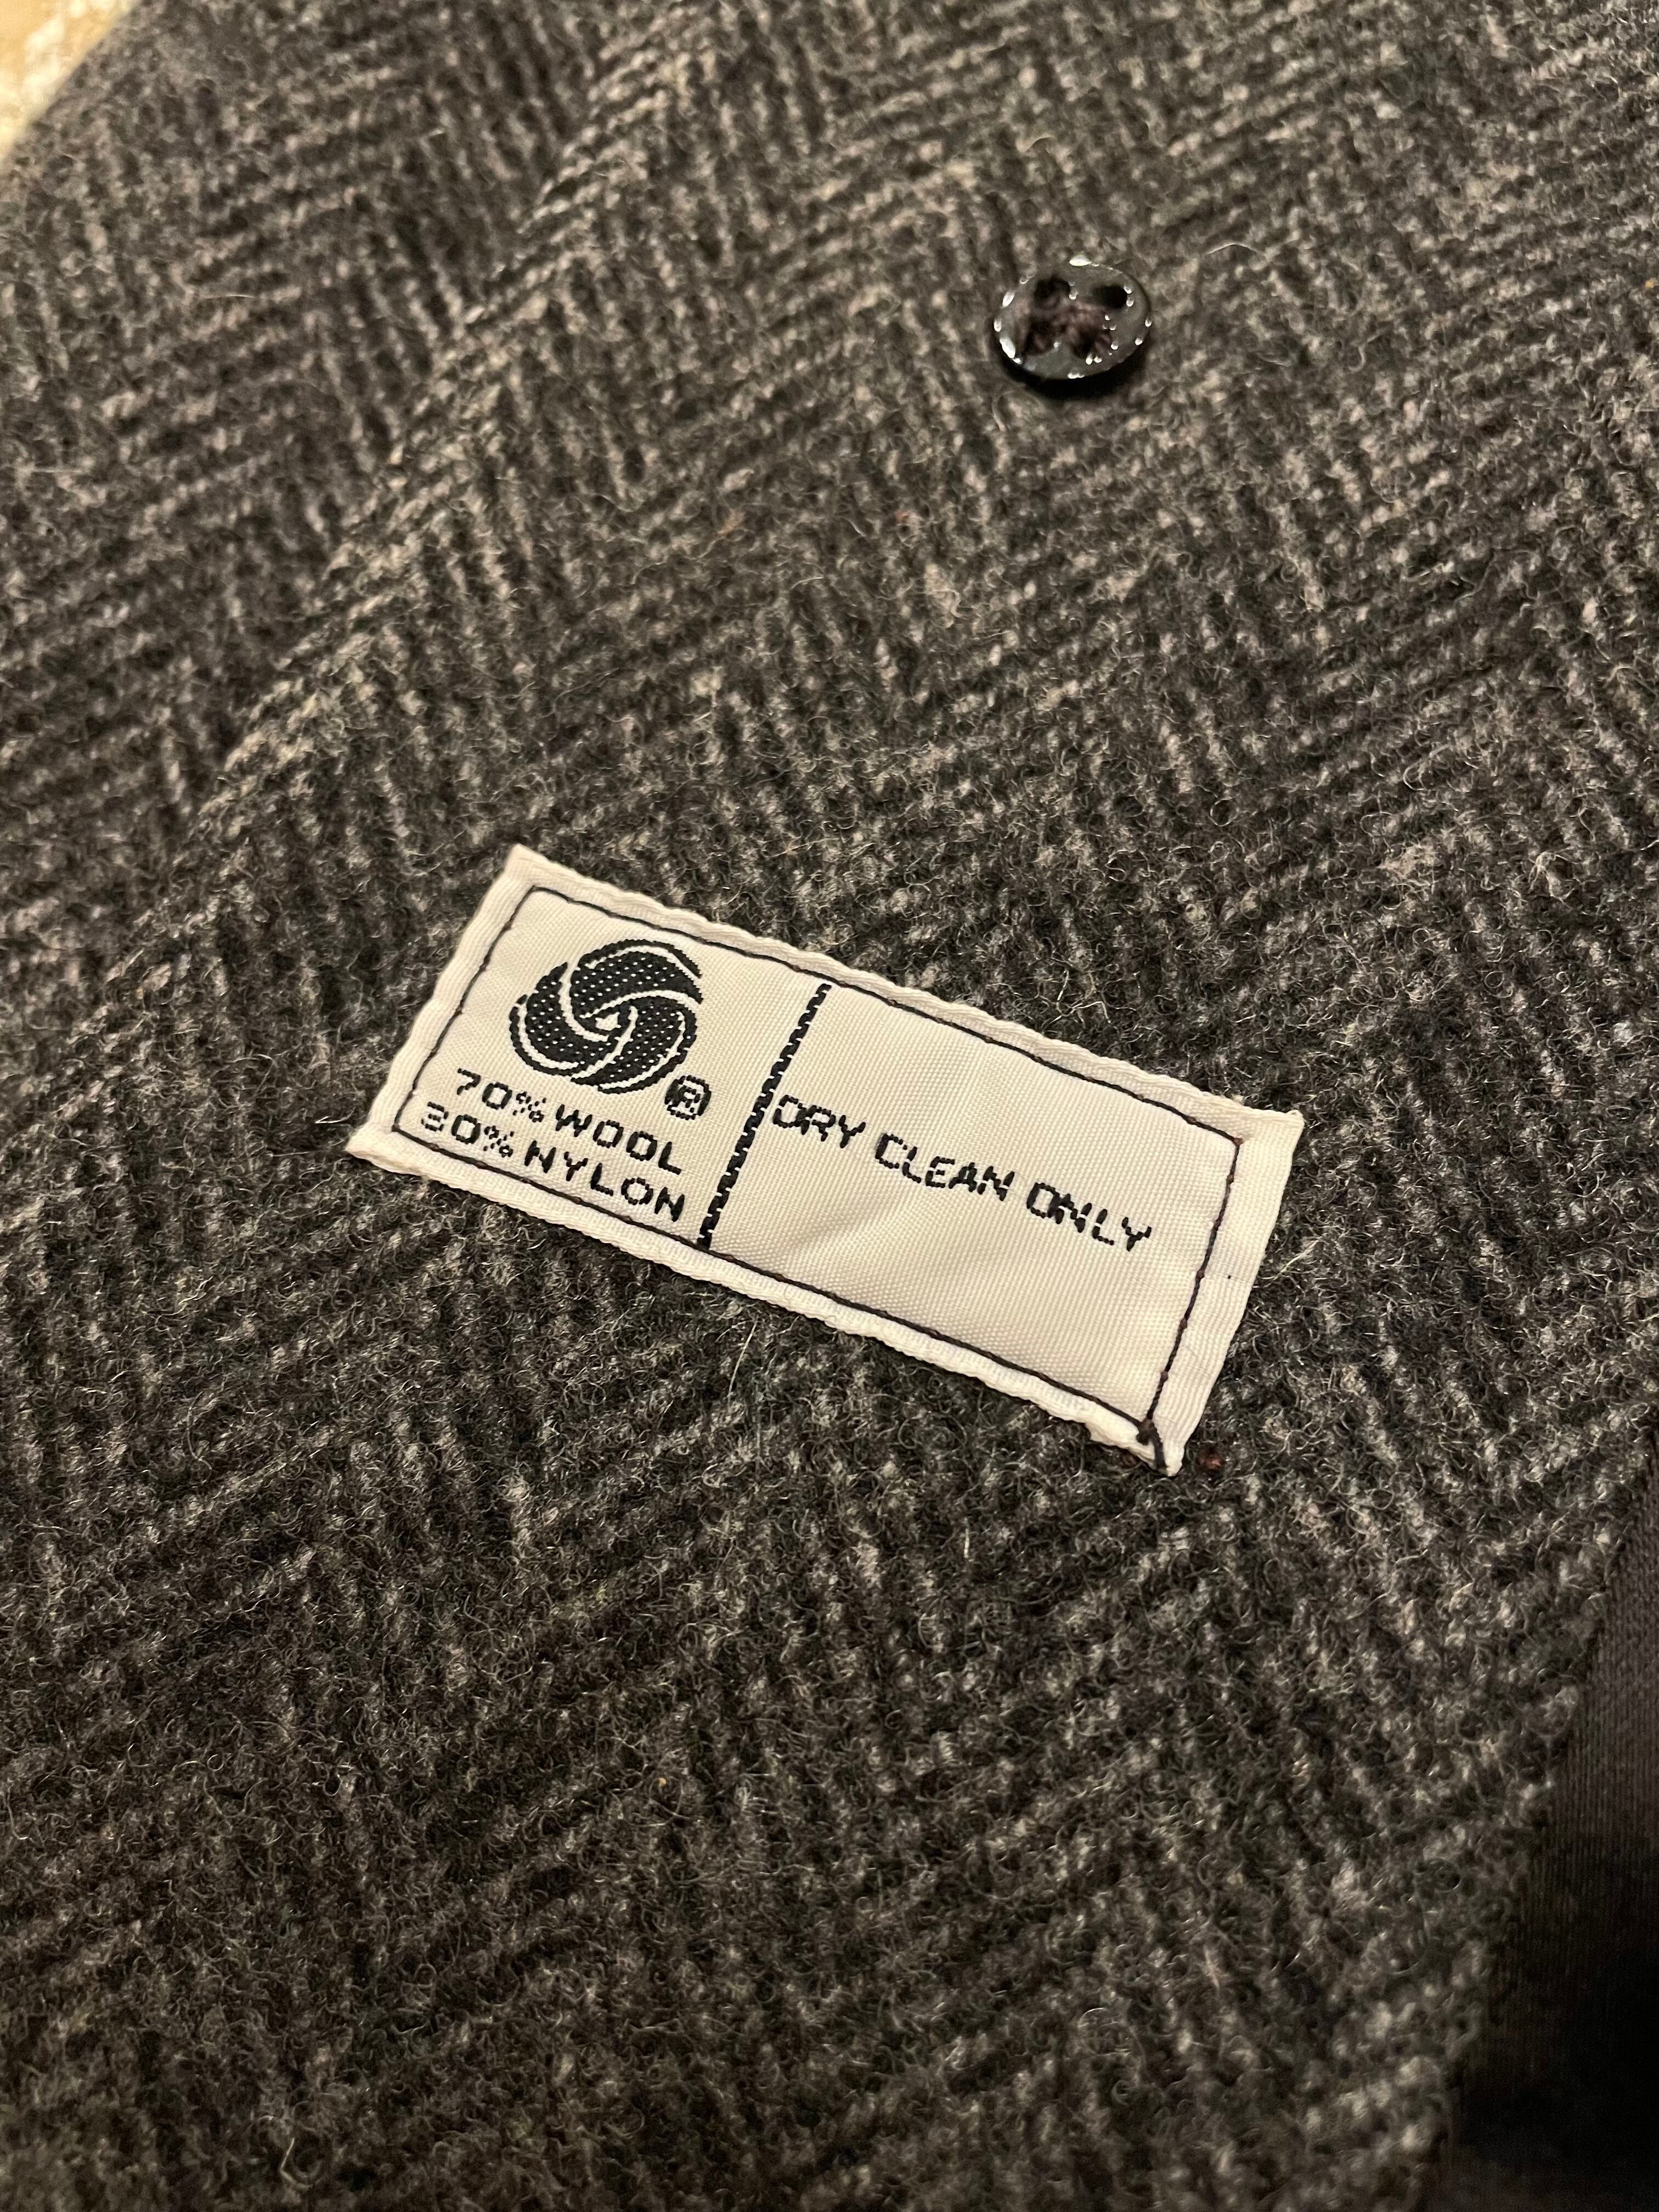 ®
70% WOOL
30% NYLON
DRY CLEAN ONLY